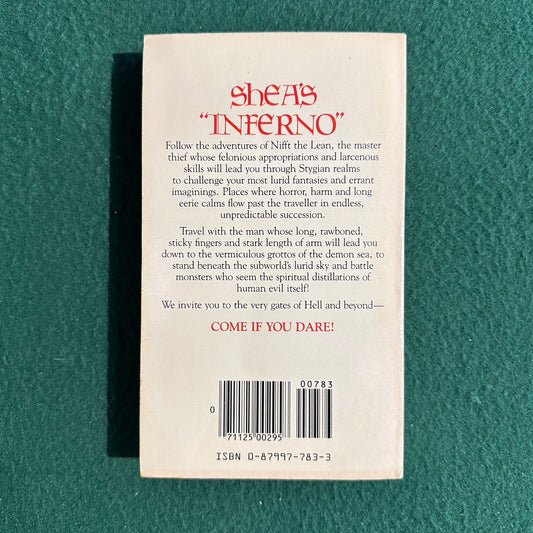 SHEA'S
"INFERNO"
Follow the adventures of Nifft the Lean, the master
thief whose felonious appropriations and larcenous
skills will lead you through Stygian realms
to challenge your most lurid fantasies and errant
imaginings. Places where horror, harm and long
eerie calms flow past the traveller in endless,
unpredictable succession.
Travel with the man whose long, rawboned,
sticky fingers and stark length of arm will lead you
down to the vermiculous grottos of the demon sea, to
stand beneath the subworld's lurid sky and battle
monsters who seem the spiritual distillations of
human evil itself!
We invite you to the very gates of Hell and beyond—
COME IF YOU DARE!
00783
0
71125 00295
ISBN 0-87997-783-3